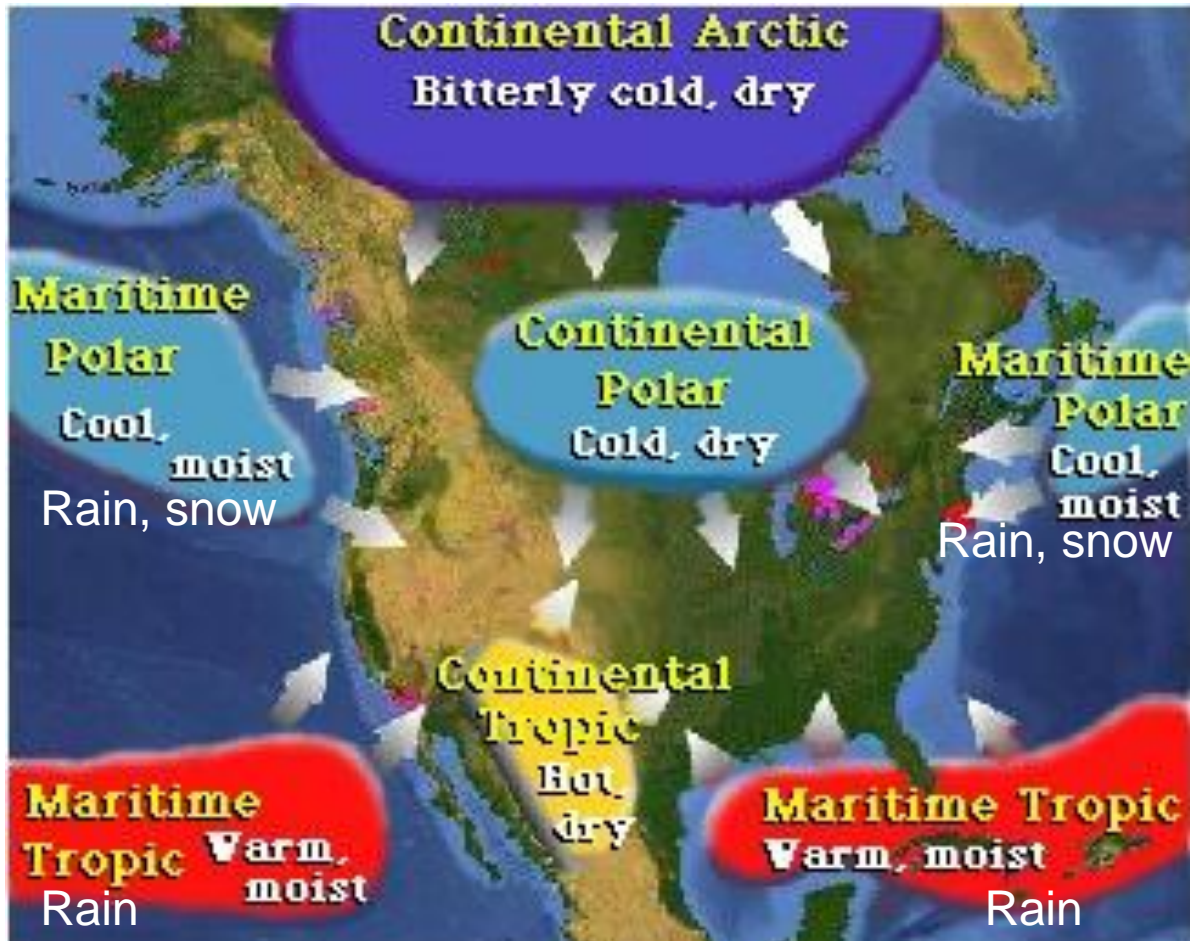 Continental Arctic
Bitterly cold, dry
Maritime
Polar
Cool,
moist
Rain, snow
Continental
Polar
Cold, dry
Maritime
Polar
Cool,
moist
Rain, snow
Continental
Tropic
Hot,
dry
Maritime
Tropic Warm,
moist
Rain
Maritime Tropic
Warm, moist
Rain